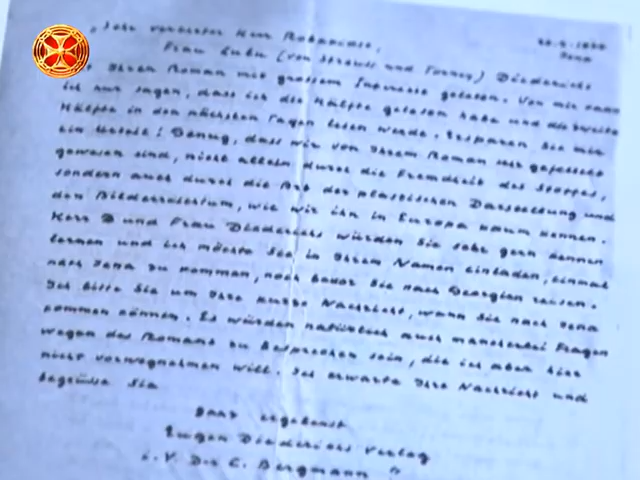 "Sehr verehrter Herr Robakidse,
Jena
Frau Lulu (von Strauss und Torney) Diederichs
hat Ihren Roman mit grossem Interesse gelesen. Von mir kann
ich nur sagen, dass ich die Hälfte gelesen habe und die zweite
Hälfte in den nächsten Tagen lesen werde. Ersparen Sie mir
ein Urteil! Genug, dass wir von Ihrem Roman sehr gefesselt
gewesen sind, nicht allein durch die Fremdheit des Stoffes,
sondern auch durch die Art der plastischen Darstellung und
den Bilderreichtum, wie wir ihn in Europa kaum kennen.
Herr D und Frau Diederichs würden Sie sehr gern kennen
lernen und ich möchte Sie in Ihrem Namen einladen, einmal
nach Jena zu kommen, noch bevor Sie nach Georgien reisen.
Ich bitte Sie um Ihre kurze Nachricht, wann Sie nach Jena
kommen können. Es würden natürlich auch mancherlei Fragen
wegen des Romans zu besprechen sein, die ich aber hier
nicht vorwegnehmen will. Ich erwarte Ihre Nachricht und
begrüsse Sie
ganz ergebenst
Eugen Diederichs Verlag
i. V. Dr. E. Bergmann "